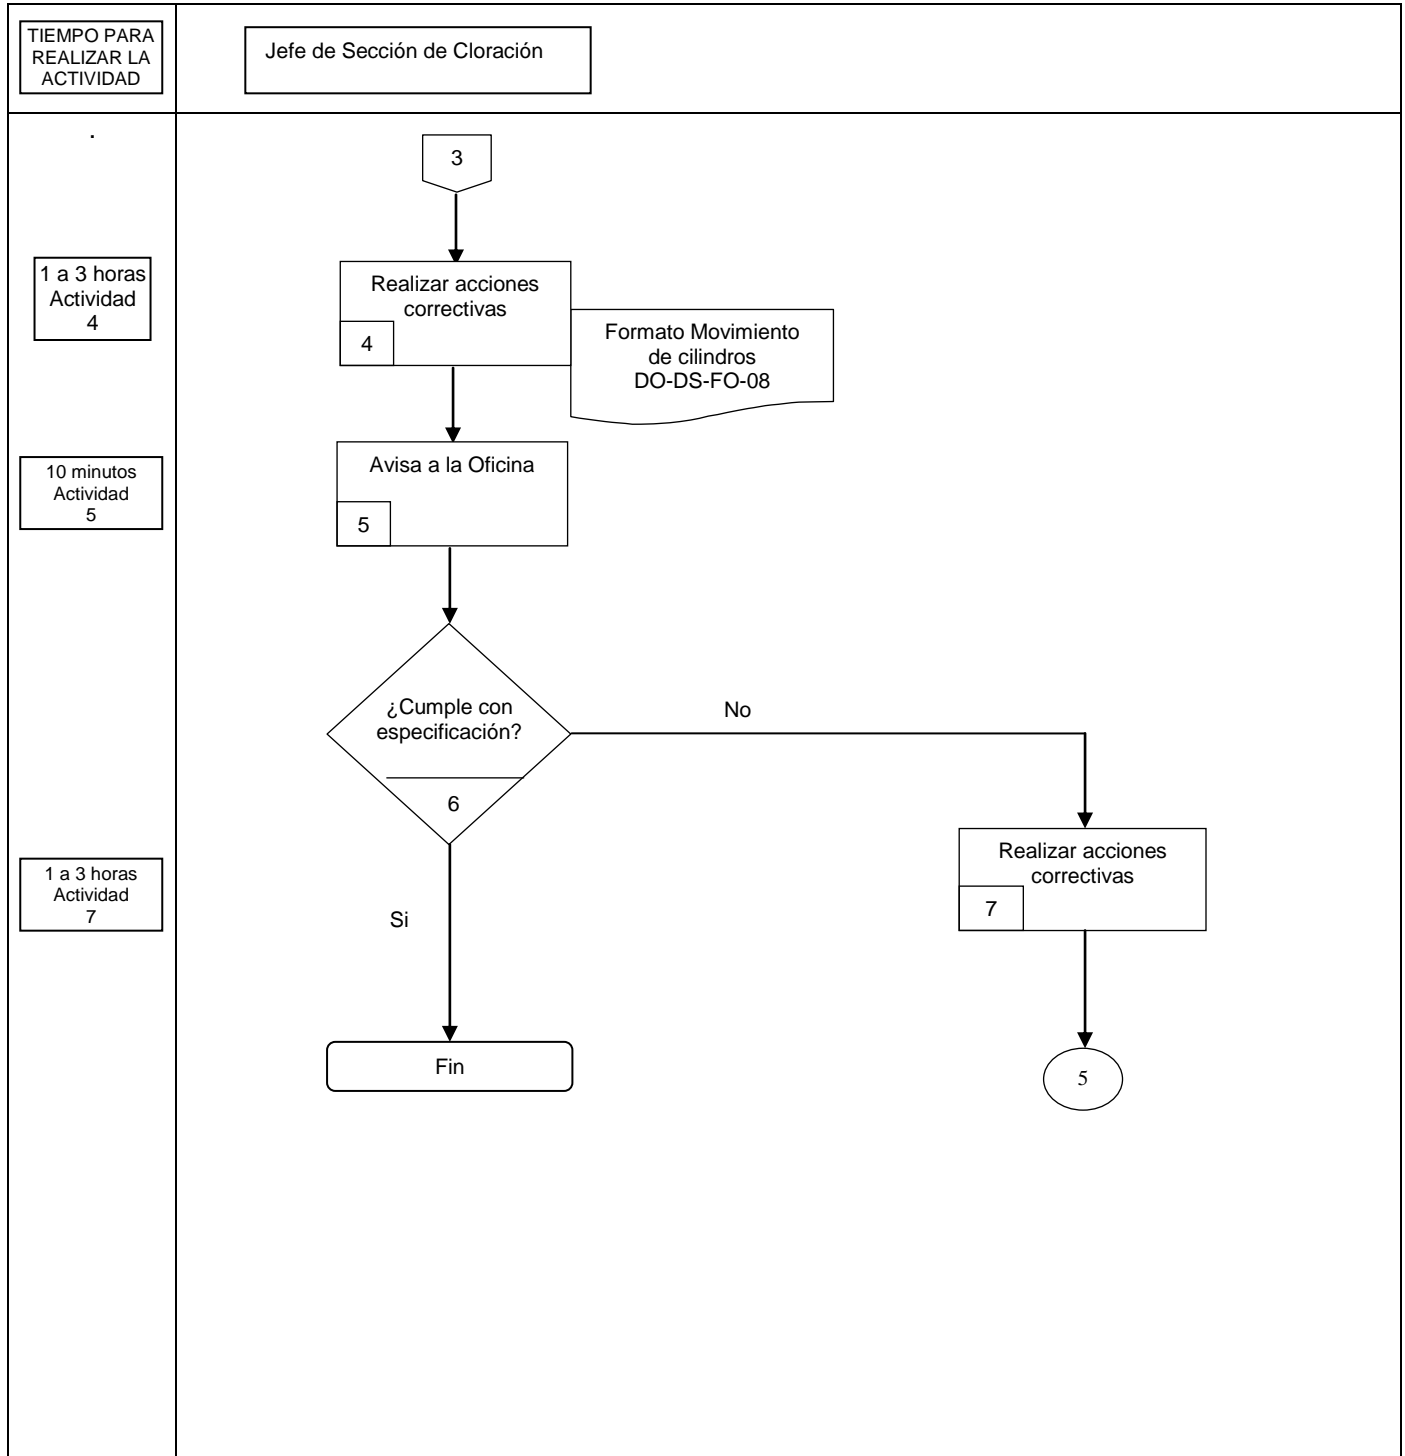 TIEMPO PARA
REALIZAR LA
ACTIVIDAD
Jefe de Sección de Cloración
.
3
1 a 3 horas
Actividad
4
Realizar acciones
correctivas
4
Formato Movimiento
de cilindros
DO-DS-FO-08
10 minutos
Actividad
5
Avisa a la Oficina
5
¿Cumple con
especificación?
6
No
Si
1 a 3 horas
Actividad
7
Realizar acciones
correctivas
7
Fin
5